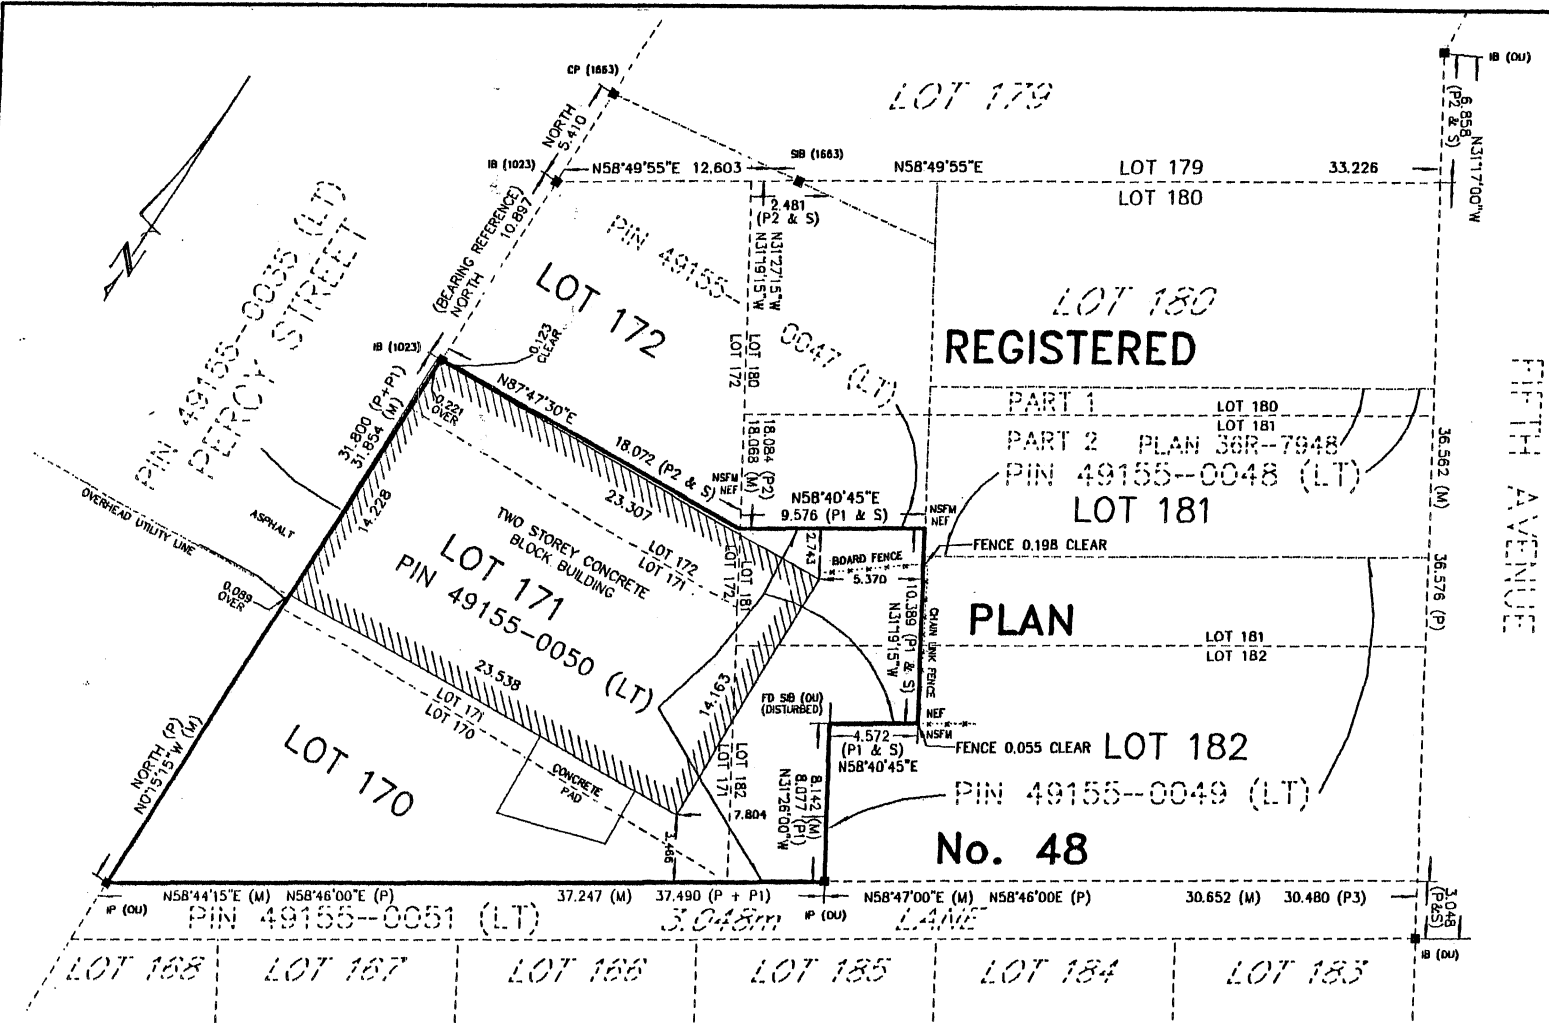 CP (1663)
LOT 179
IB (OU)
6.858
(P2 & S)
N31°17'00"W
NORTH
5.410
IB (1023)
N58°49'55"E 12.603
SIB (1663)
N58°49'55"E
LOT 179
33.226
LOT 180
2.481
(P2 & S)
N31°27'15"W
N31°19'15"W
(BEARING REFERENCE)
10.897
NORTH
N
PIN 49155--0035 (LT)
PERCY STREET
PIN 49155--0047 (LT)
LOT 172
LOT 180
REGISTERED
0.123
CLEAR
IB (1023)
LOT 180
LOT 172
N87°47'30"E
0.221
OVER
31.800 (P+P1)
31.854 (M)
18.072 (P2 & S)
18.084 (P2)
18.068 (M)
PART 1
LOT 180
LOT 181
PART 2 PLAN 36R--7948
PIN 49155--0048 (LT)
LOT 181
36.563 (M)
36.576 (P)
FIFTH AVENUE
NSFM
NEF
N58°40'45"E
9.576 (P1 & S)
NSFM
NEF
OVERHEAD UTILITY LINE
ASPHALT
14.228
23.307
TWO STOREY CONCRETE
BLOCK BUILDING
LOT 171
PIN 49155--0050 (LT)
LOT 172
LOT 171
LOT 172
LOT 181
2.743
BOARD FENCE
5.370
FENCE 0.198 CLEAR
10.389 (P1 & S)
N31°19'15"W
CHAIN LINK FENCE
PLAN
LOT 181
LOT 182
0.089
OVER
23.538
LOT 171
LOT 170
14.163
FD SIB (OU)
(DISTURBED)
NEF
NSFM
4.572
(P1 & S)
N58°40'45"E
FENCE 0.055 CLEAR
LOT 182
NORTH (P)
N0°15'15"W (M)
LOT 170
CONCRETE
PAD
LOT 182
LOT 171
7.804
3.466
8.142 (M)
8.077 (P1)
N31°26'00"W
PIN 49155--0049 (LT)
No. 48
N58°44'15"E (M) N58°46'00"E (P)
37.247 (M) 37.490 (P + P1)
N58°47'00"E (M) N58°46'00E (P)
30.652 (M) 30.480 (P3)
3.048
(P&S)
IP (OU)
PIN 49155--0051 (LT)
3.048m
IP (OU)
LANE
IB (OU)
LOT 168
LOT 167
LOT 166
LOT 185
LOT 184
LOT 183